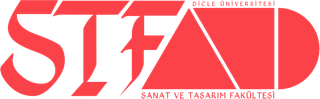 DİCLE ÜNİVERSİTESİ
STFAD
SANAT VE TASARIM FAKÜLTESİ